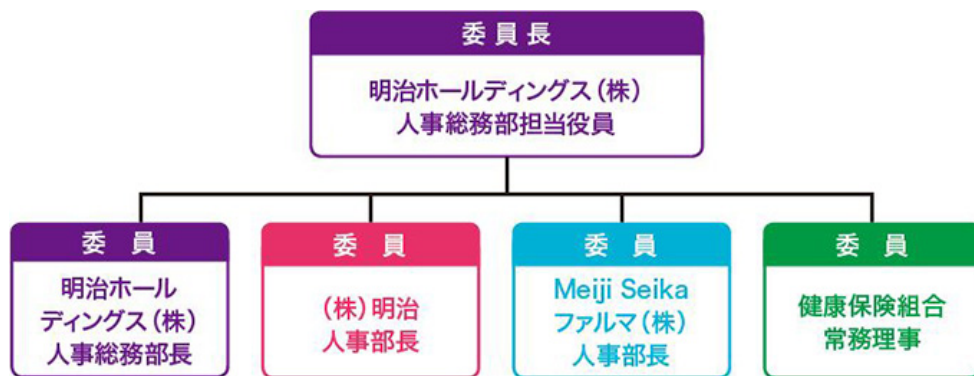 委員長
明治ホールディングス（株）
人事総務部担当役員
委員
明治ホール
ディングス（株）
人事総務部長
委員
（株）明治
人事部長
委員
Meiji Seika
ファルマ（株）
人事部長
委員
健康保険組合
常務理事